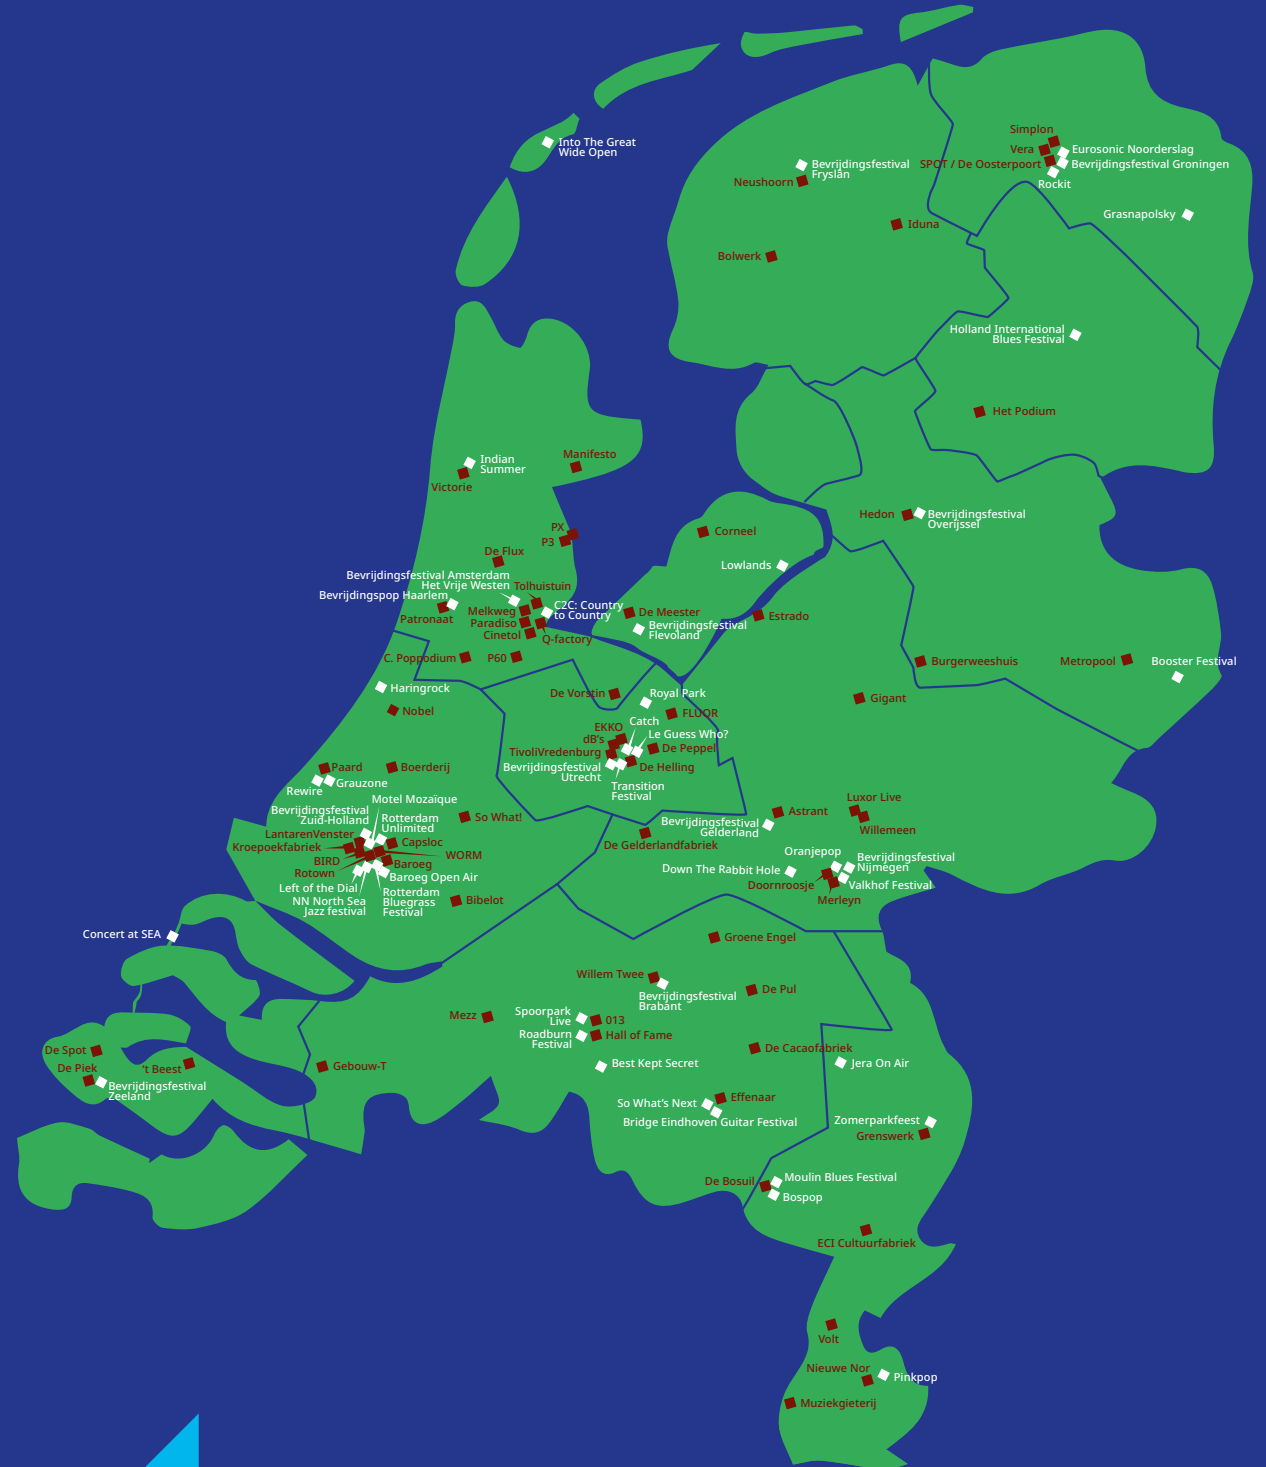 Simplon
Into The Great
Wide Open
Vera
Eurosonic Noorderslag
SPOT / De Oosterpoort
Bevrijdingsfestival Groningen
Bevrijdingsfestival
Fryslân
Neushoorn
Rockit
Grasnapolsky
Iduna
Bolwerk
Holland International
Blues Festival
Het Podium
Manifesto
Indian
Summer
Victorie
Hedon
Bevrijdingsfestival
Overijssel
PX
P3
Corneel
De Flux
Lowlands
Bevrijdingsfestival Amsterdam
Het Vrije Westen
Tolhuistuin
Bevrijdingspop Haarlem
C2C: Country
to Country
Melkweg
De Meester
Patronaat
Paradiso
Estrado
Bevrijdingsfestival
Flevoland
Cinetol
Q-factory
C. Poppodium
P60
Burgerweeshuis
Metropool
Booster Festival
Haringrock
De Vorstin
Royal Park
Gigant
Nobel
FLUOR
Catch
EKKO
Le Guess Who?
dB's
De Peppel
TivoliVredenburg
Bevrijdingsfestival
Utrecht
De Helling
Paard
Boerderij
Grauzone
Rewire
Transition
Festival
Motel Mozaïque
Luxor Live
Bevrijdingsfestival
Zuid-Holland
Rotterdam
Unlimited
So What!
Astrant
Bevrijdingsfestival
Gelderland
Willemeen
LantarenVenster
Kroepoekfabriek
Capsloc
De Gelderlandfabriek
WORM
Oranjepop
BIRD
Baroeg
Bevrijdingsfestival
Nijmegen
Rotown
Baroeg Open Air
Down The Rabbit Hole
Doornroosje
Valkhof Festival
Left of the Dial
NN North Sea
Jazz festival
Rotterdam
Bluegrass
Festival
Bibelot
Merleyn
Concert at SEA
Groene Engel
Willem Twee
De Pul
Bevrijdingsfestival
Brabant
Mezz
Spoorpark
Live
013
Roadburn
Festival
Hall of Fame
De Spot
De Cacaofabriek
Jera On Air
De Piek
't Beest
Gebouw-T
Best Kept Secret
Bevrijdingsfestival
Zeeland
So What's Next
Effenaar
Bridge Eindhoven Guitar Festival
Zomerparkfeest
Grenswerk
De Bosuil
Moulin Blues Festival
Bospop
ECI Cultuurfabriek
Volt
Nieuwe Nor
Pinkpop
Muziekgieterij